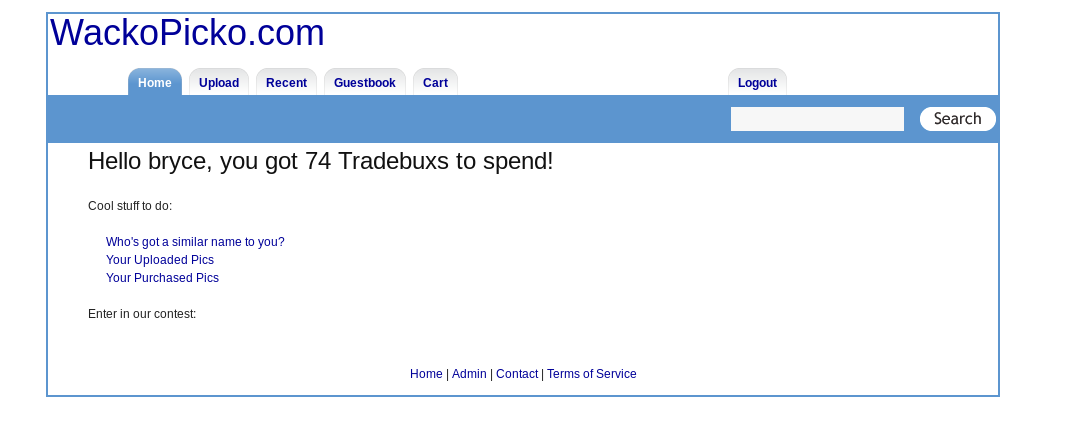 WackoPicko.com
Home Upload Recent Guestbook Cart Logout
Search
Hello bryce, you got 74 Tradebuxs to spend!
Cool stuff to do:
Who's got a similar name to you?
Your Uploaded Pics
Your Purchased Pics
Enter in our contest:
Home | Admin | Contact | Terms of Service